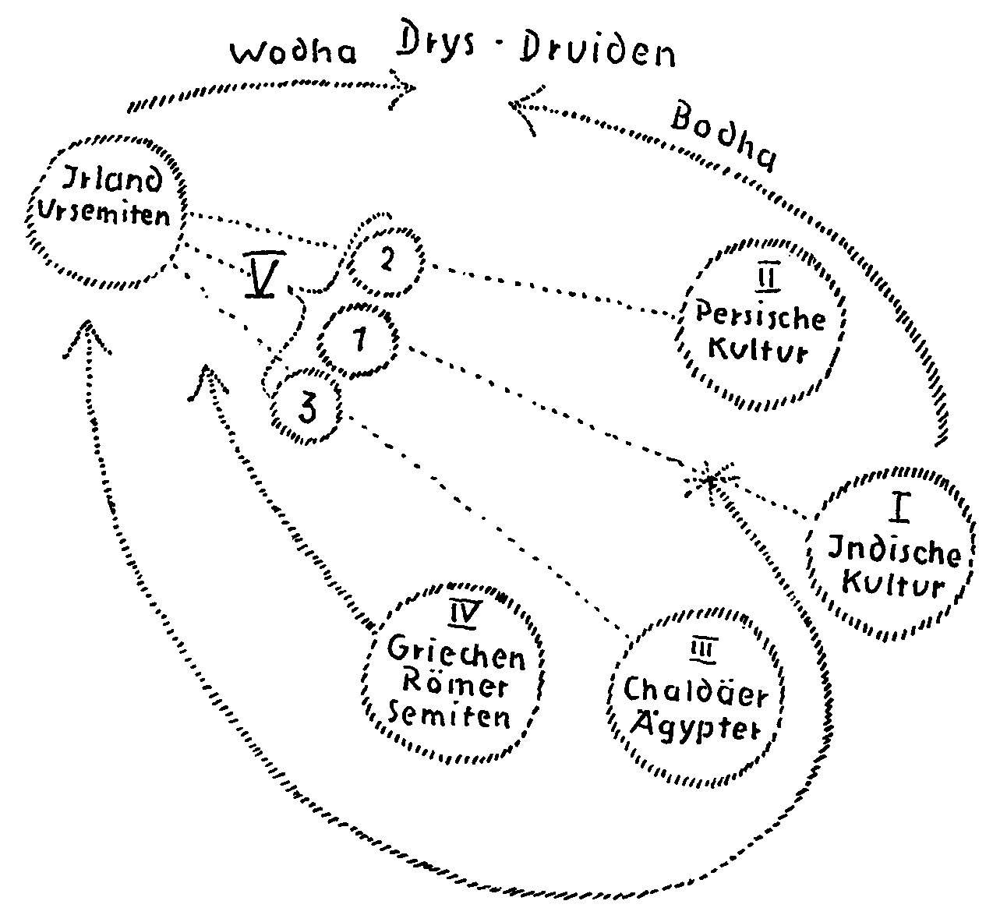 Wodha Drys - Druiden
Bodha
Irland
Ursemiten
V
2
1
3
II
Persische
Kultur
I
Indische
Kultur
IV
Griechen
Römer
Semiten
III
Chaldäer
Ägypter